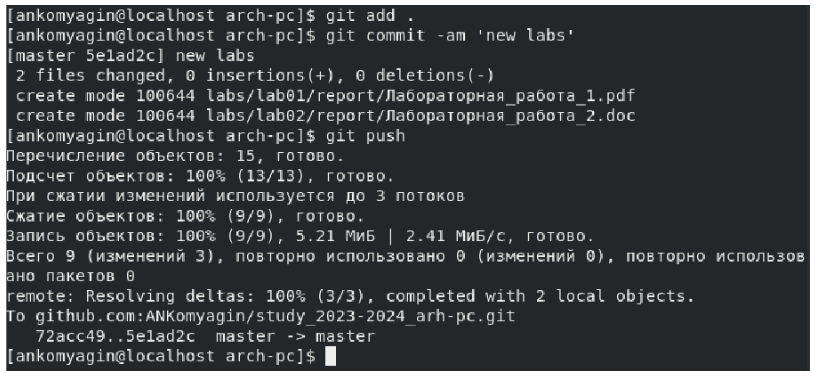 [ankomyagin@localhost arch-pc]$ git add .
[ankomyagin@localhost arch-pc]$ git commit -am 'new labs'
[master 5e1ad2c] new labs
 2 files changed, 0 insertions(+), 0 deletions(-)
 create mode 100644 labs/lab01/report/Лабораторная_работа_1.pdf
 create mode 100644 labs/lab02/report/Лабораторная_работа_2.doc
[ankomyagin@localhost arch-pc]$ git push
Перечисление объектов: 15, готово.
Подсчет объектов: 100% (13/13), готово.
При сжатии изменений используется до 3 потоков
Сжатие объектов: 100% (9/9), готово.
Запись объектов: 100% (9/9), 5.21 МиБ | 2.41 МиБ/с, готово.
Всего 9 (изменений 3), повторно использовано 0 (изменений 0), повторно использов
ано пакетов 0
remote: Resolving deltas: 100% (3/3), completed with 2 local objects.
To github.com:ANKomyagin/study_2023-2024_arh-pc.git
   72acc49..5e1ad2c  master -> master
[ankomyagin@localhost arch-pc]$